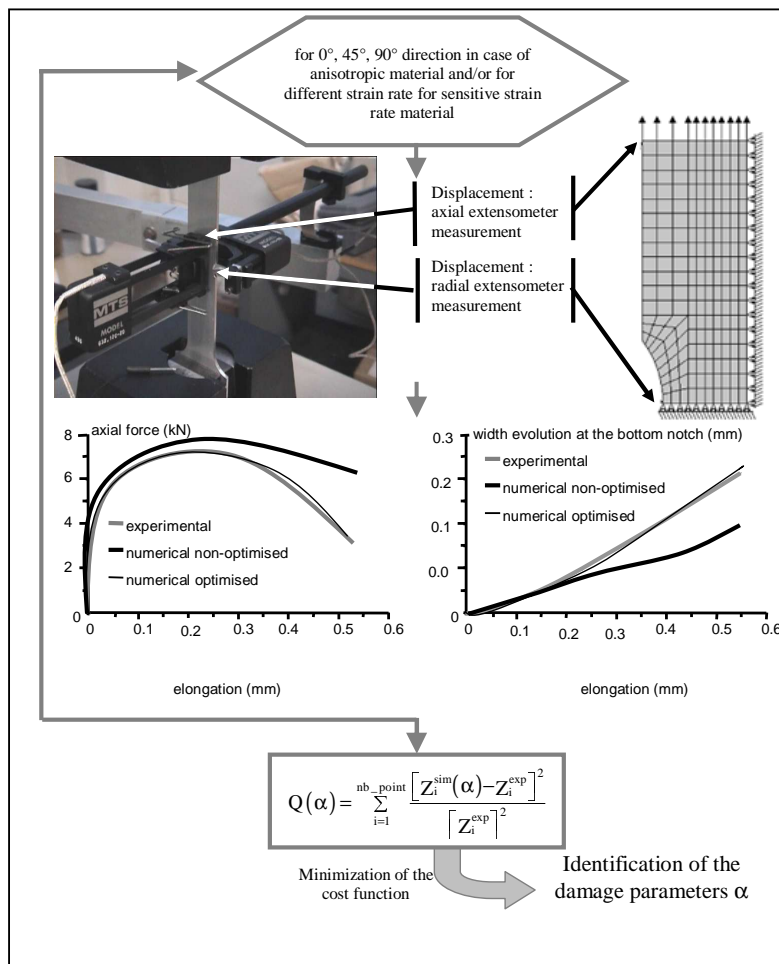 for 0°, 45°, 90° direction in case of
anisotropic material and/or for
different strain rate for sensitive strain
rate material
Displacement :
axial extensometer
measurement
Displacement :
radial extensometer
measurement
MTS
MODEL
axial force (kN)
8
6
4
2
0
experimental
numerical non-optimised
numerical optimised
0 0.1 0.2 0.3 0.4 0.5 0.6
elongation (mm)
0.3
width evolution at the bottom notch (mm)
0.2
0.1
0.0
0
experimental
numerical non-optimised
numerical optimised
0 0.1 0.2 0.3 0.4 0.5 0.6
elongation (mm)
Q(α) = nb_point Σ i=1 [Z_i^sim(α)−Z_i^exp]^2 / [Z_i^exp]^2
Minimization of the
cost function
Identification of the
damage parameters α